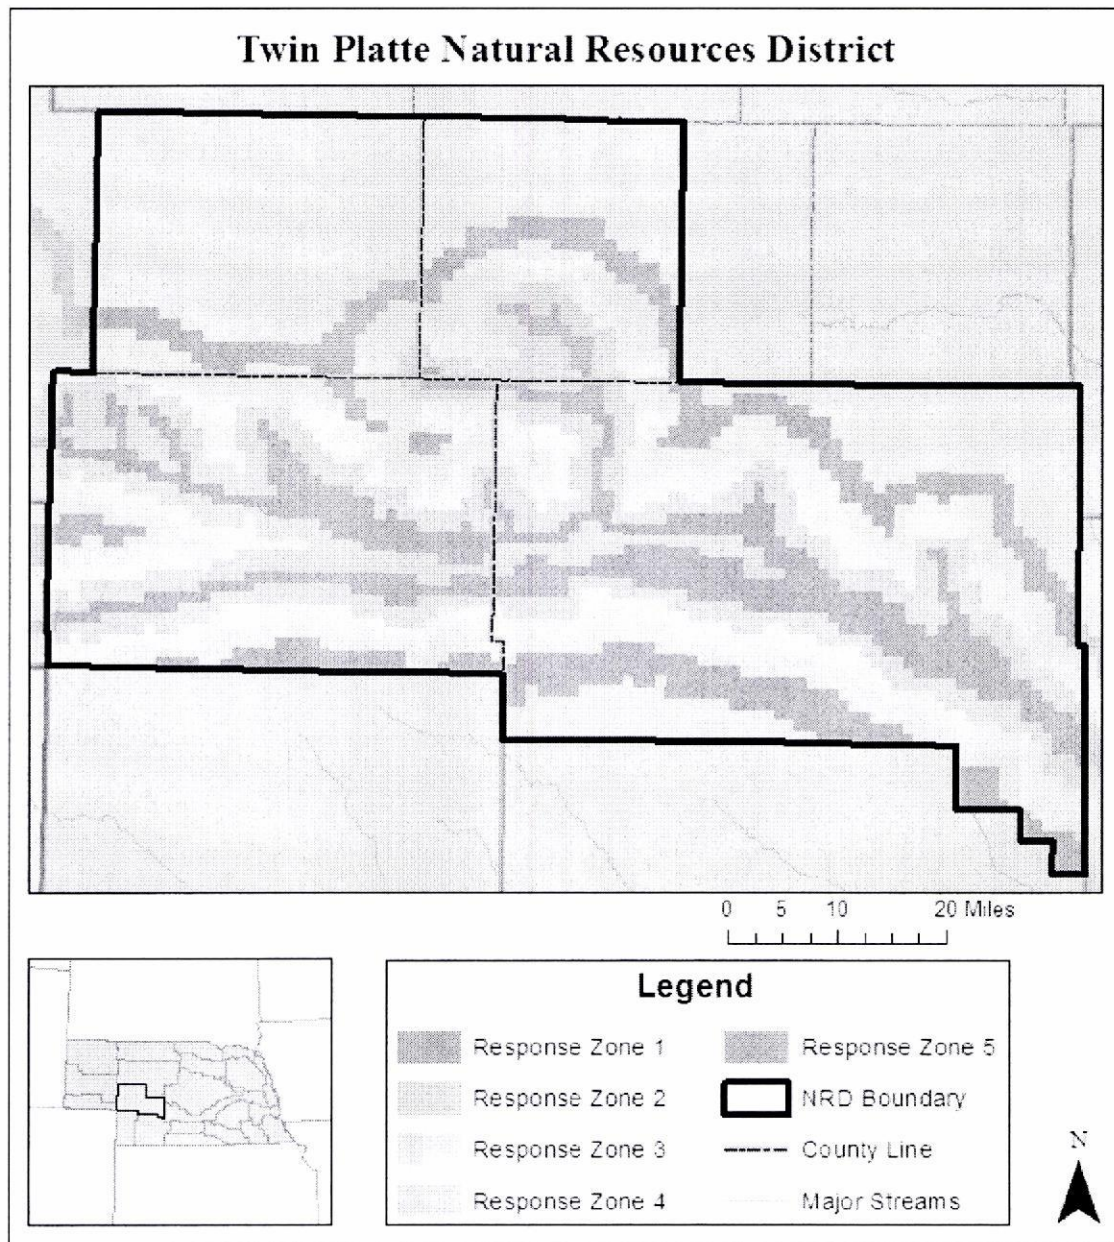 Twin Platte Natural Resources District
0 5 10 20 Miles
Legend
Response Zone 1
Response Zone 2
Response Zone 3
Response Zone 4
Response Zone 5
NRD Boundary
County Line
Major Streams
N